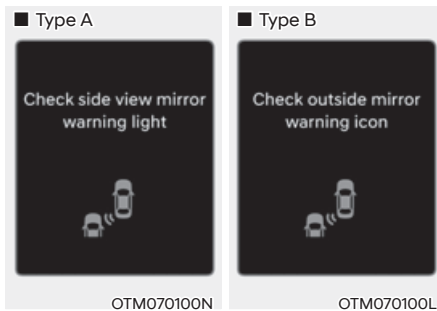 ■ Type A
Check side view mirror
warning light
OTM070100N
■ Type B
Check outside mirror
warning icon
OTM070100L